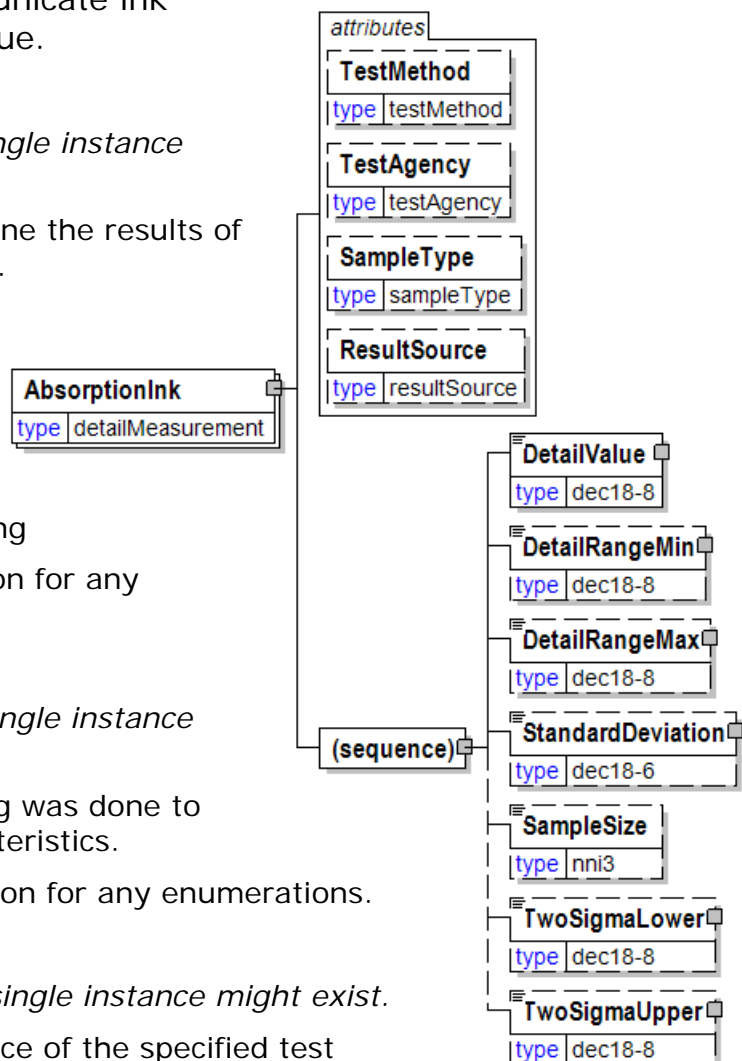 unicate ink
ue.
ngle instance
ne the results of
.
ng
on for any
ngle instance
g was done to
teristics.
on for any enumerations.
single instance might exist.
ce of the specified test
attributes
TestMethod
type testMethod
TestAgency
type testAgency
SampleType
type sampleType
ResultSource
type resultSource
AbsorptionInk
type detailMeasurement
(sequence)
DetailValue
type dec18-8
DetailRangeMin
type dec18-8
DetailRangeMax
type dec18-8
StandardDeviation
type dec18-6
SampleSize
type nni3
TwoSigmaLower
type dec18-8
TwoSigmaUpper
type dec18-8